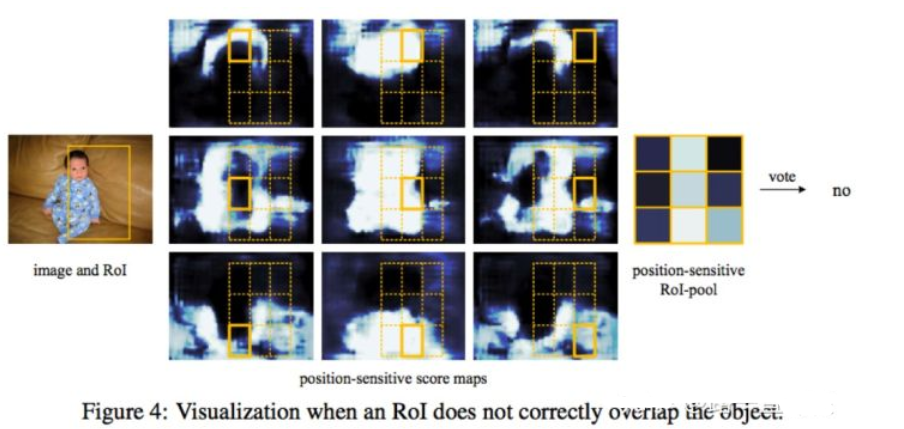 vote
no
image and RoI
position-sensitive
RoI-pool
position-sensitive score maps
Figure 4: Visualization when an RoI does not correctly overlap the object.